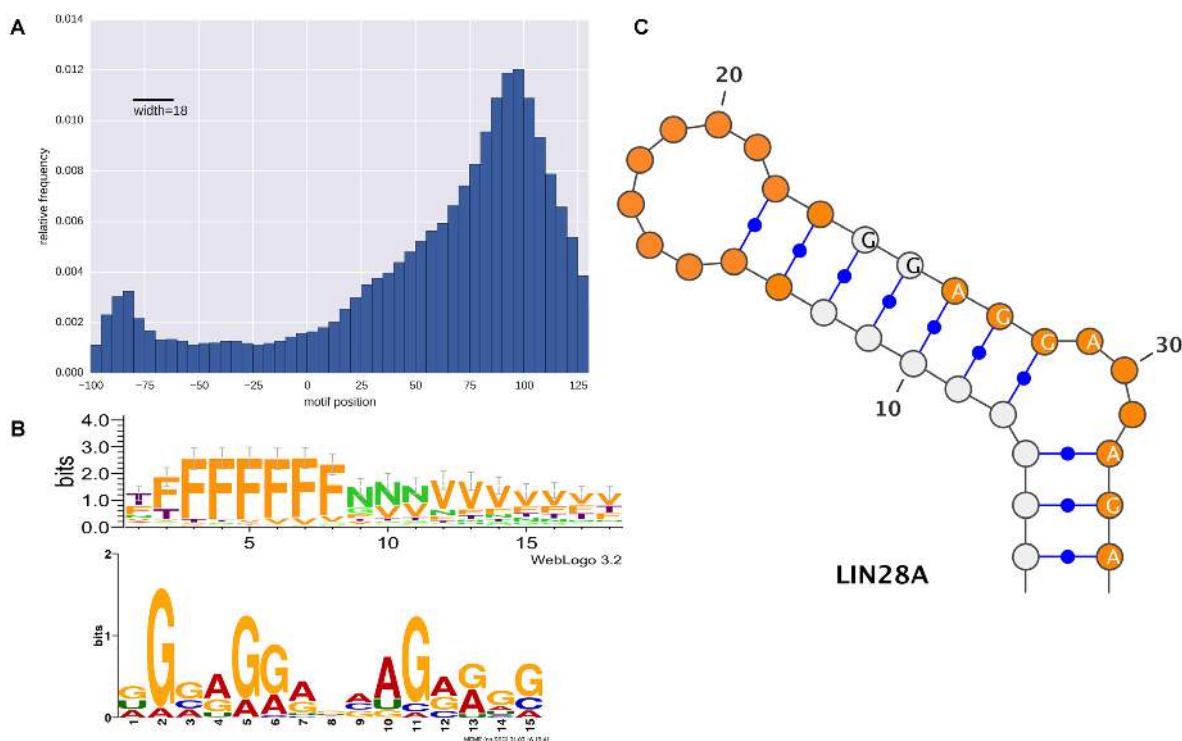 A
0.014
0.012
0.010
0.008
0.006
0.004
0.002
0.000
relative frequency
width=18
−100 −75 −50 −25 0 25 50 75 100 125
motif position
B
4.0
3.0
2.0
1.0
0.0
bits
T F F F F F F F N N N V V V V V V V
5 10 15
WebLogo 3.2
2
1
0
bits
G G G A G G A A A G A G G G
1 2 3 4 5 6 7 8 9 10 11 12 13 14 15
C
20
G
G
A
G
G
A
30
10
A
G
A
LIN28A